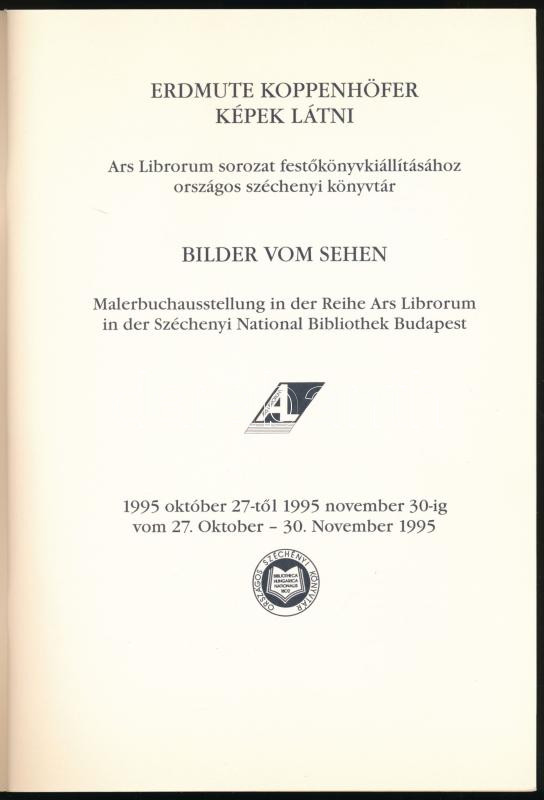 ERDMUTE KOPPENHÖFER
KÉPEK LÁTNI
Ars Librorum sorozat festőkönyvkiállításához
országos széchenyi könyvtár
BILDER VOM SEHEN
Malerbuchausstellung in der Reihe Ars Librorum
in der Széchenyi National Bibliothek Budapest
AL
1995 október 27-től 1995 november 30-ig
vom 27. Oktober – 30. November 1995
ORSZÁGOS SZÉCHÉNYI KÖNYVTÁR
BIBLIOTHECA
HUNGARICA
NATIONALIS
1802